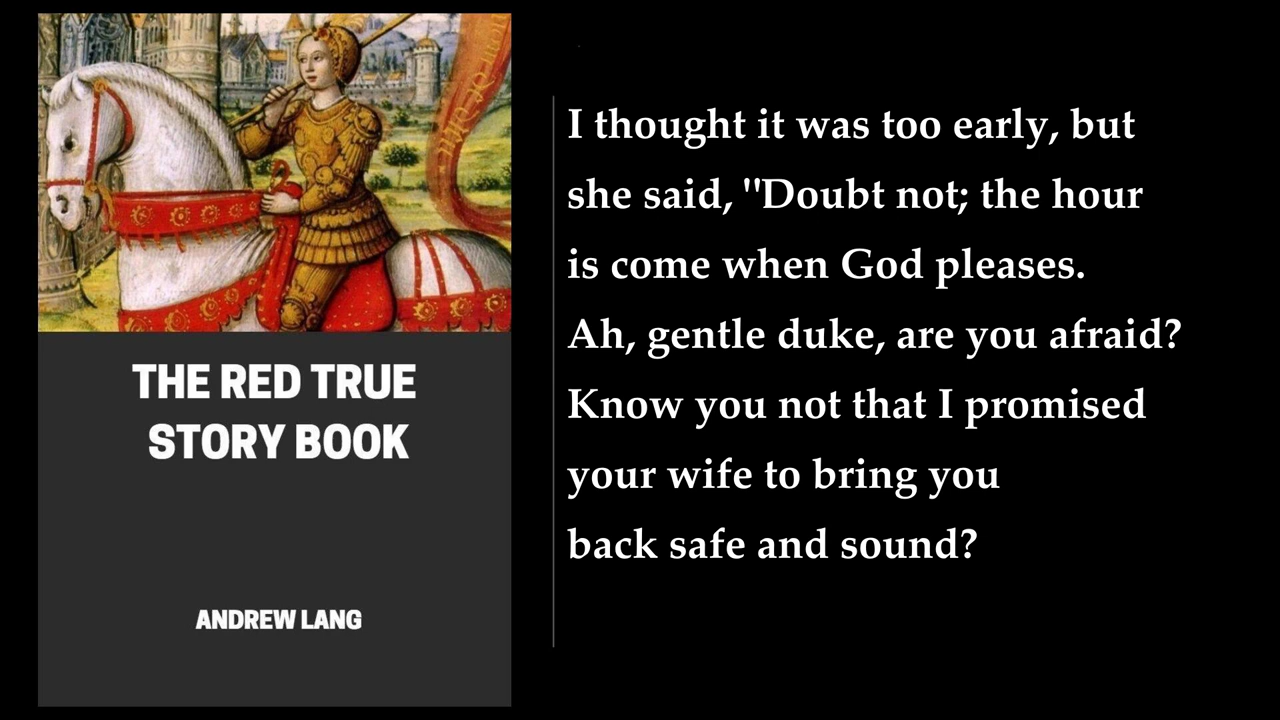 THE RED TRUE
STORY BOOK
ANDREW LANG
I thought it was too early, but
she said, "Doubt not; the hour
is come when God pleases.
Ah, gentle duke, are you afraid?
Know you not that I promised
your wife to bring you
back safe and sound?